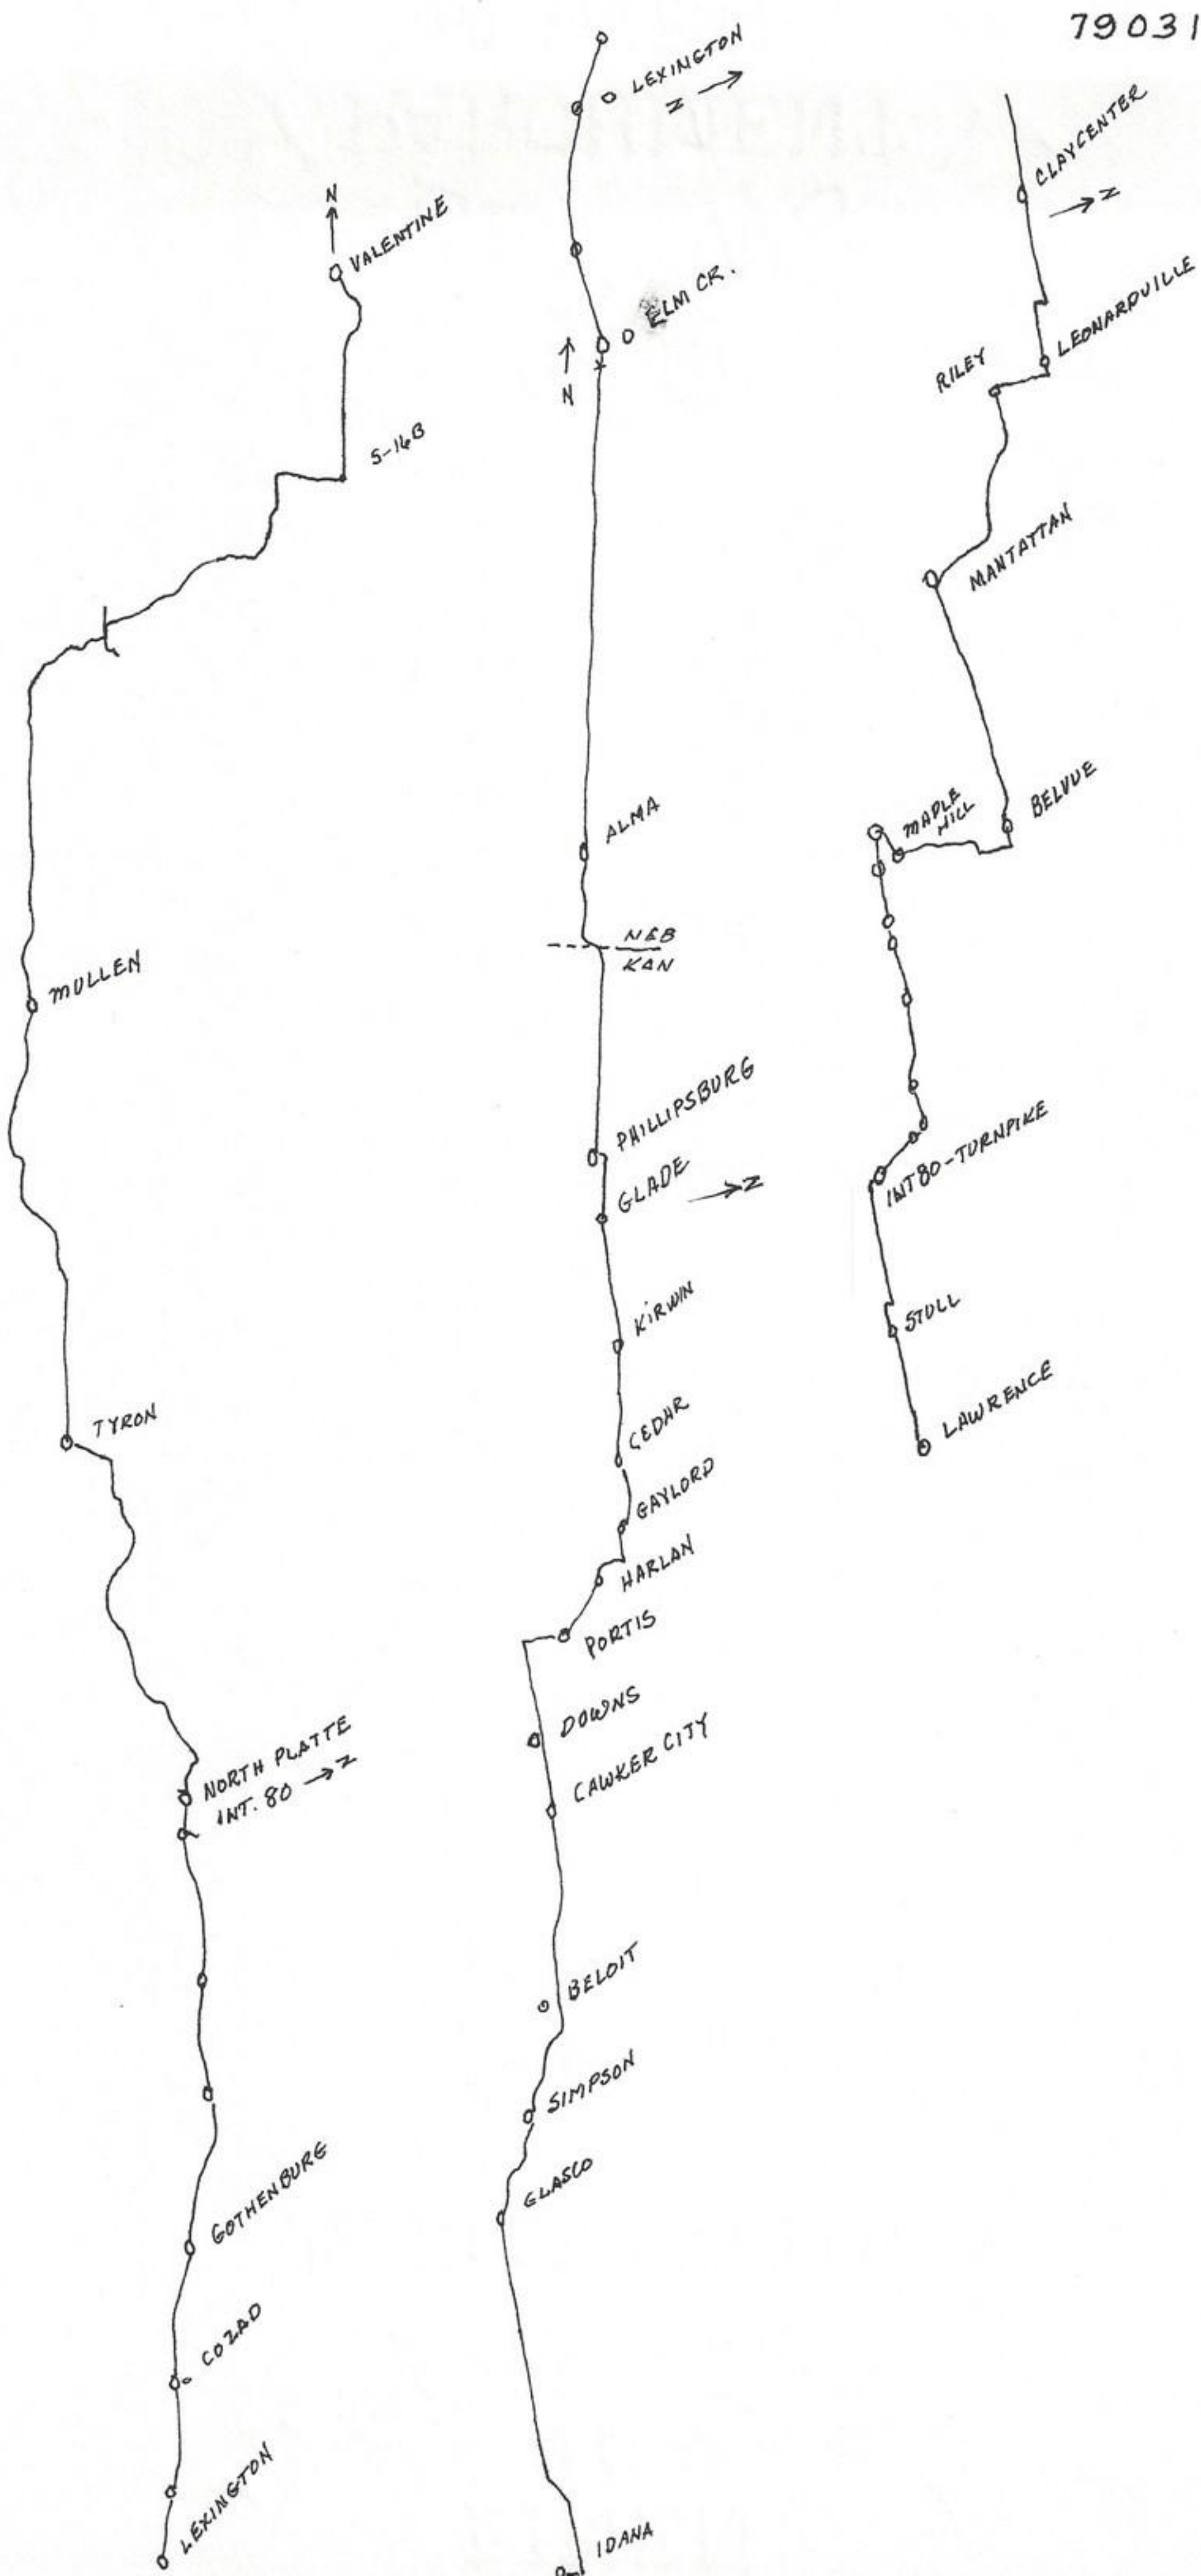 79031
N
VALENTINE
S-16B
MULLEN
TYRON
NORTH PLATTE
INT. 80 N
GOTHENBURG
COZAD
LEXINGTON
LEXINGTON
N
ELM CR.
N
ALMA
NEB
KAN
PHILLIPSBURG
GLADE
N
KIRWIN
CEDAR
GAYLORD
HARLAN
PORTIS
DOWNS
CAWKER CITY
BELOIT
SIMPSON
GLASCO
IDANA
CLAYCENTER
N
LEONARDVILLE
RILEY
MANTATTAN
BELVUE
MAPLE
HILL
INT 80-TURNPIKE
STULL
LAWRENCE